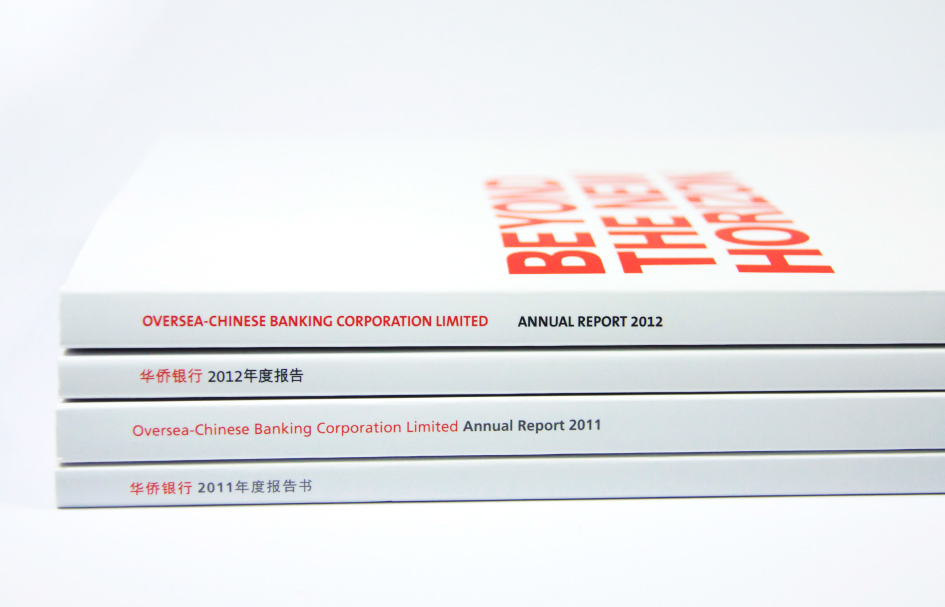 BEYOND
THE NEW
HORIZON
OVERSEA-CHINESE BANKING CORPORATION LIMITED ANNUAL REPORT 2012
华侨银行 2012年度报告
Oversea-Chinese Banking Corporation Limited Annual Report 2011
华侨银行 2011年度报告书